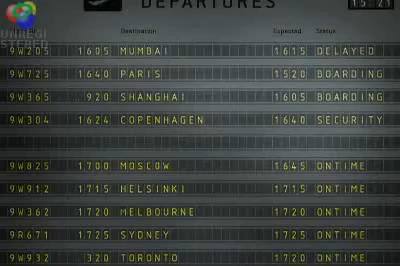 DEPARTURES
15 21
UNREGI
STERED
Destination Expected Status
9W205 1605 MUMBAI 1615 DELAYED
9W725 1640 PARIS 1520 BOARDING
9W365 920 SHANGHAI 1605 BOARDING
9W304 1624 COPENHAGEN 1640 SECURITY
9W825 1700 MOSCOW 1645 ONTIME
9W912 1715 HELSINKI 1715 ONTIME
9W362 1720 MELBOURNE 1720 ONTIME
9R671 1725 SYDNEY 1725 ONTIME
9W932 320 TORONTO 1720 ONTIME